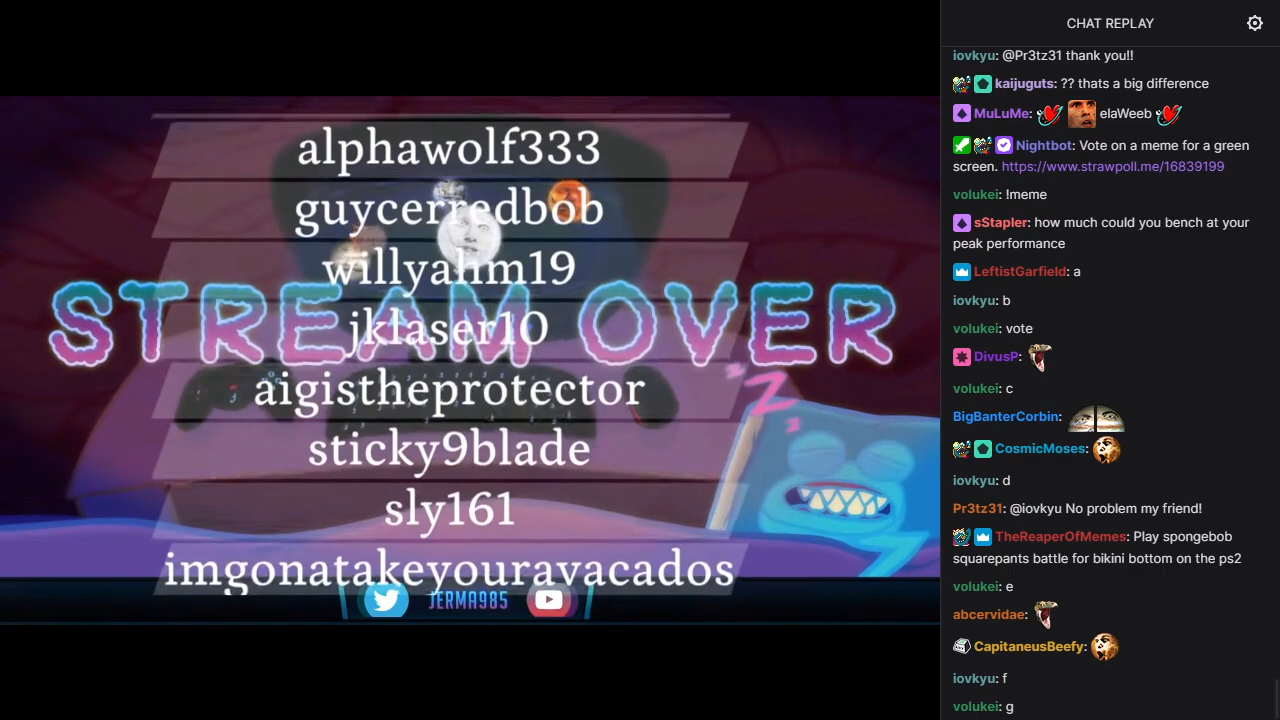 alphawolf333
guycerredbob
willyahm19
STREAM OVER
jklaser10
aigistheprotector
sticky9blade
sly161
imgonatakeyouravacados
JERMA985
CHAT REPLAY
iovkyu: @Pr3tz31 thank you!!
kaijuguts: ?? thats a big difference
MuLuMe: elaWeeb
Nightbot: Vote on a meme for a green
screen. https://www.strawpoll.me/16839199
volukei: !meme
sStapler: how much could you bench at your
peak performance
LeftistGarfield: a
iovkyu: b
volukei: vote
DivusP:
volukei: c
BigBanterCorbin:
CosmicMoses:
iovkyu: d
Pr3tz31: @iovkyu No problem my friend!
TheReaperOfMemes: Play spongebob
squarepants battle for bikini bottom on the ps2
volukei: e
abcervidae:
CapitaneusBeefy:
iovkyu: f
volukei: g